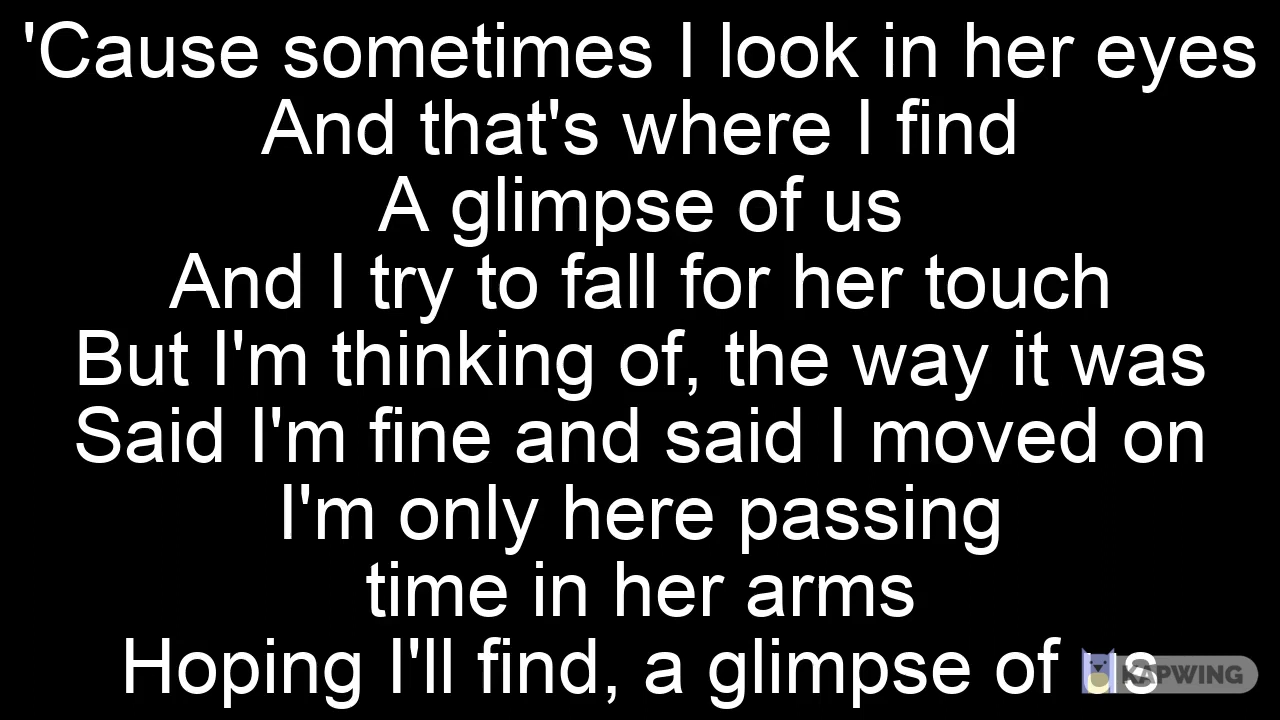 'Cause sometimes I look in her eyes
And that's where I find
A glimpse of us
And I try to fall for her touch
But I'm thinking of, the way it was
Said I'm fine and said I moved on
I'm only here passing
time in her arms
Hoping I'll find, a glimpse of us
KAPWING